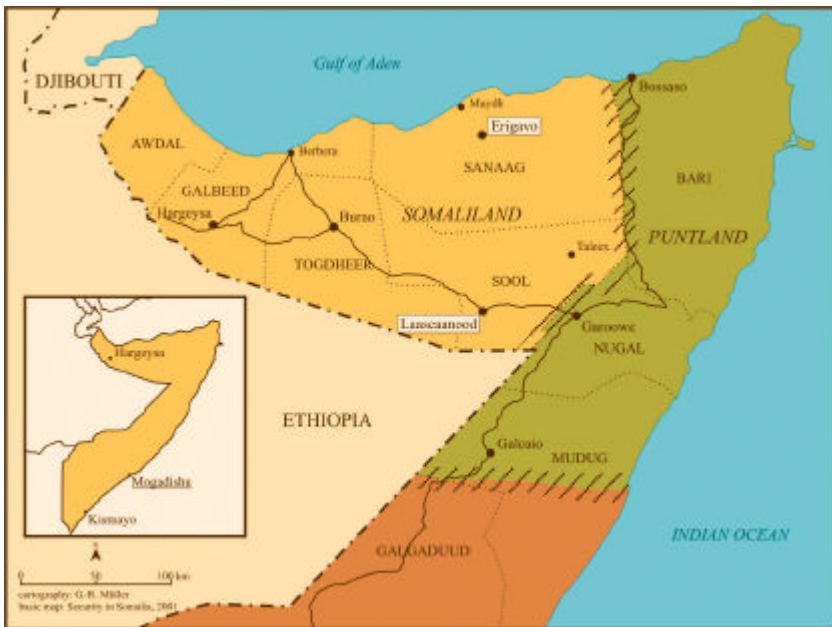 Gulf of Aden
DJIBOUTI
Bossaso
Maydh
Erigavo
AWDAL
Berbera
SANAAG
BARI
GALBEED
SOMALILAND
Hargeysa
Burao
PUNTLAND
Taleex
TOGDHEER
SOOL
Laascaanood
Garoowe
NUGAL
Hargeysa
ETHIOPIA
Galcaio
MUDUG
Mogadishu
Kismayo
INDIAN OCEAN
GALGADUUD
A
0 50 100 km
cartography: G.-R. Müller
basic map: Security in Somalia, 2001